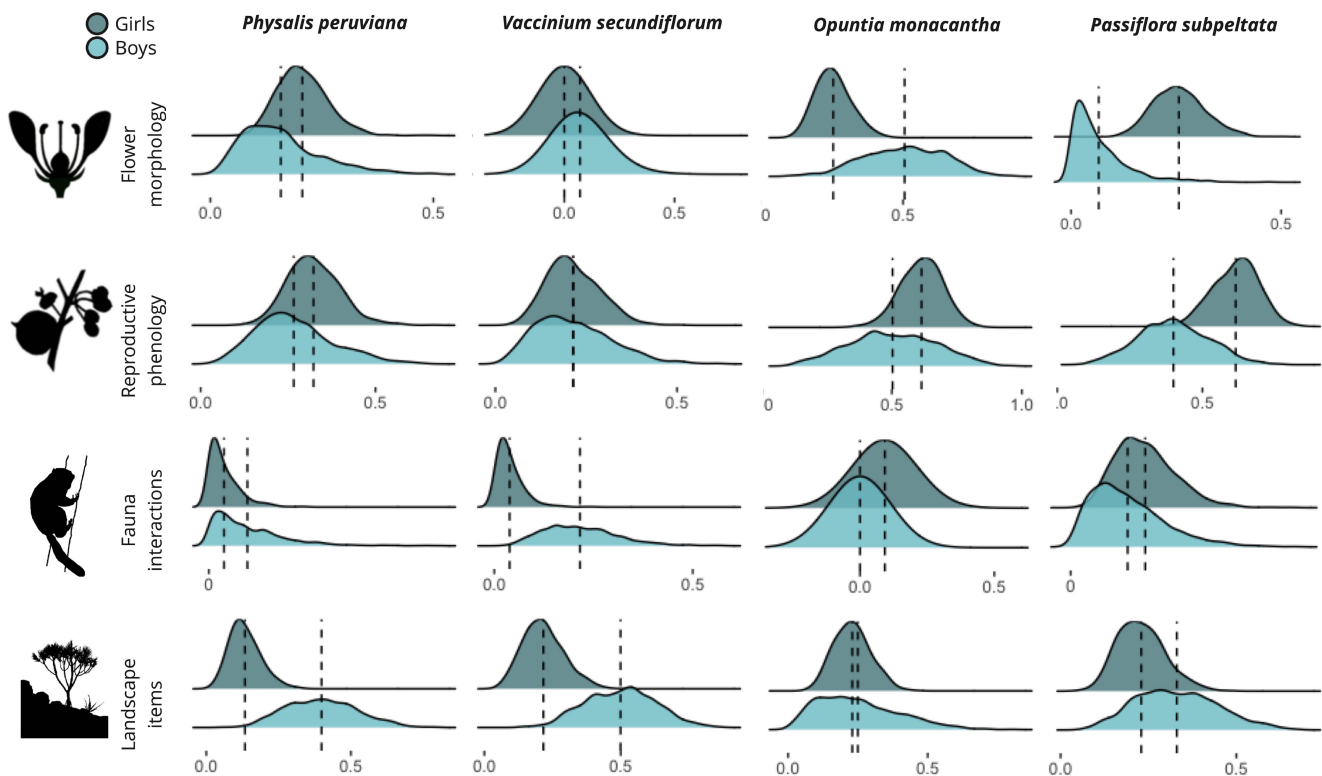 Girls
Boys
Physalis peruviana
Vaccinium secundiflorum
Opuntia monacantha
Passiflora subpeltata
Flower
morphology
0.0 0.5
0.0 0.5
0 0.5
0.0 0.5
Reproductive
phenology
0.0 0.5
0.0 0.5
0 0.5 1.0
.0 0.5
Fauna
interactions
0
0.0 0.5
0.0 0.5
0
Landscape
items
0.0 0.5
0.0 0.5
0.0 0.5
0.0 0.5